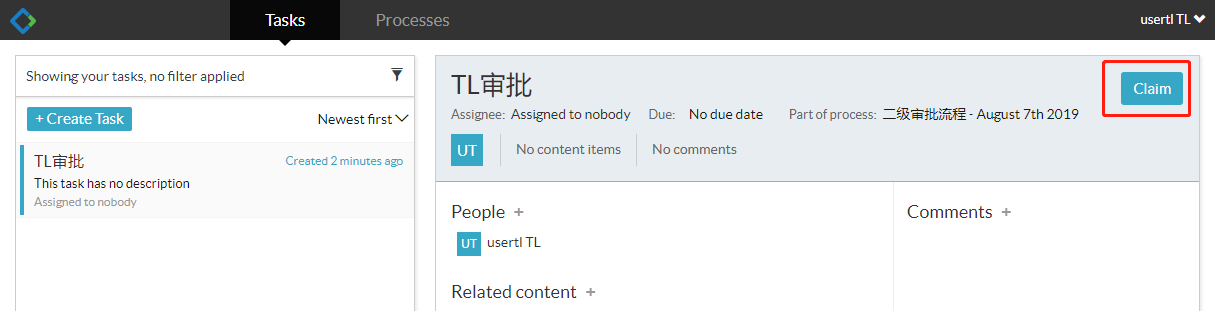 Tasks
Processes
usertl TL
Showing your tasks, no filter applied
+ Create Task
Newest first
TL审批
Created 2 minutes ago
This task has no description
Assigned to nobody
TL审批
Claim
Assignee: Assigned to nobody Due: No due date Part of process: 二级审批流程 - August 7th 2019
UT
No content items
No comments
People +
UT usertl TL
Related content +
Comments +